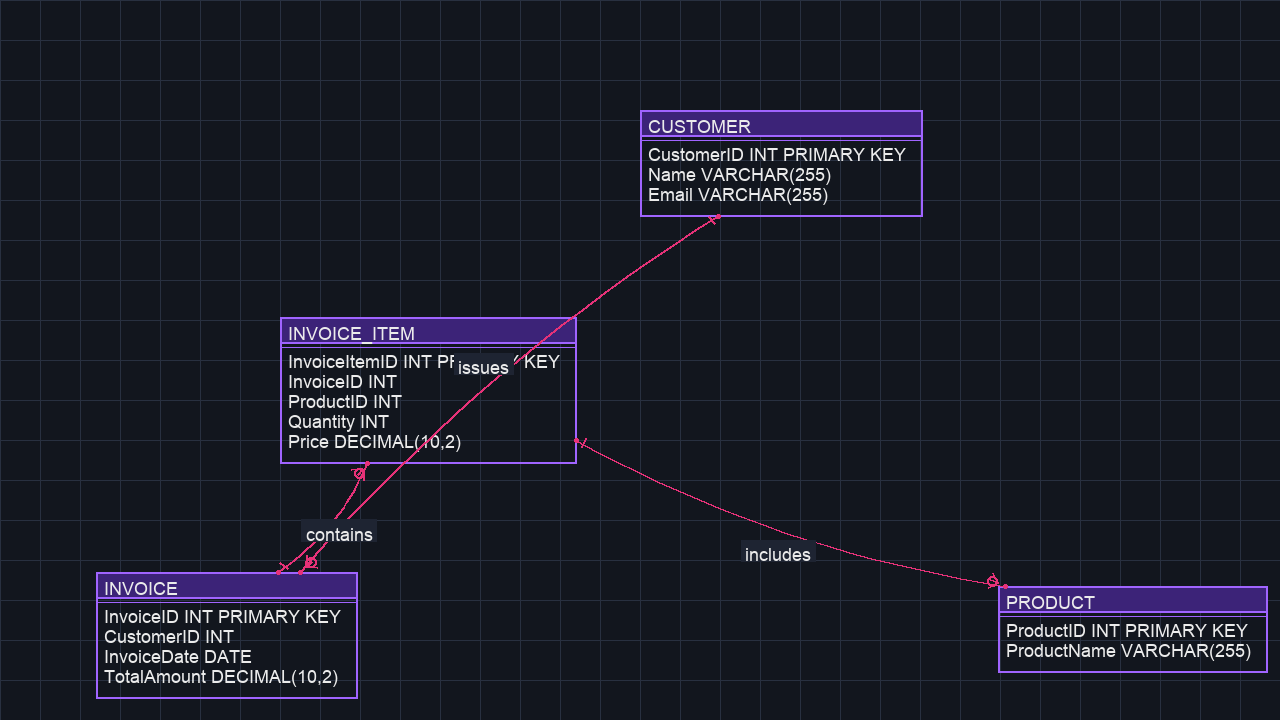 CUSTOMER
CustomerID INT PRIMARY KEY
Name VARCHAR(255)
Email VARCHAR(255)
INVOICE_ITEM
InvoiceItemID INT KEY
issues
InvoiceID INT
ProductID INT
Quantity INT
Price DECIMAL(10,2)
contains
includes
INVOICE
InvoiceID INT PRIMARY KEY
CustomerID INT
InvoiceDate DATE
TotalAmount DECIMAL(10,2)
PRODUCT
ProductID INT PRIMARY KEY
ProductName VARCHAR(255)